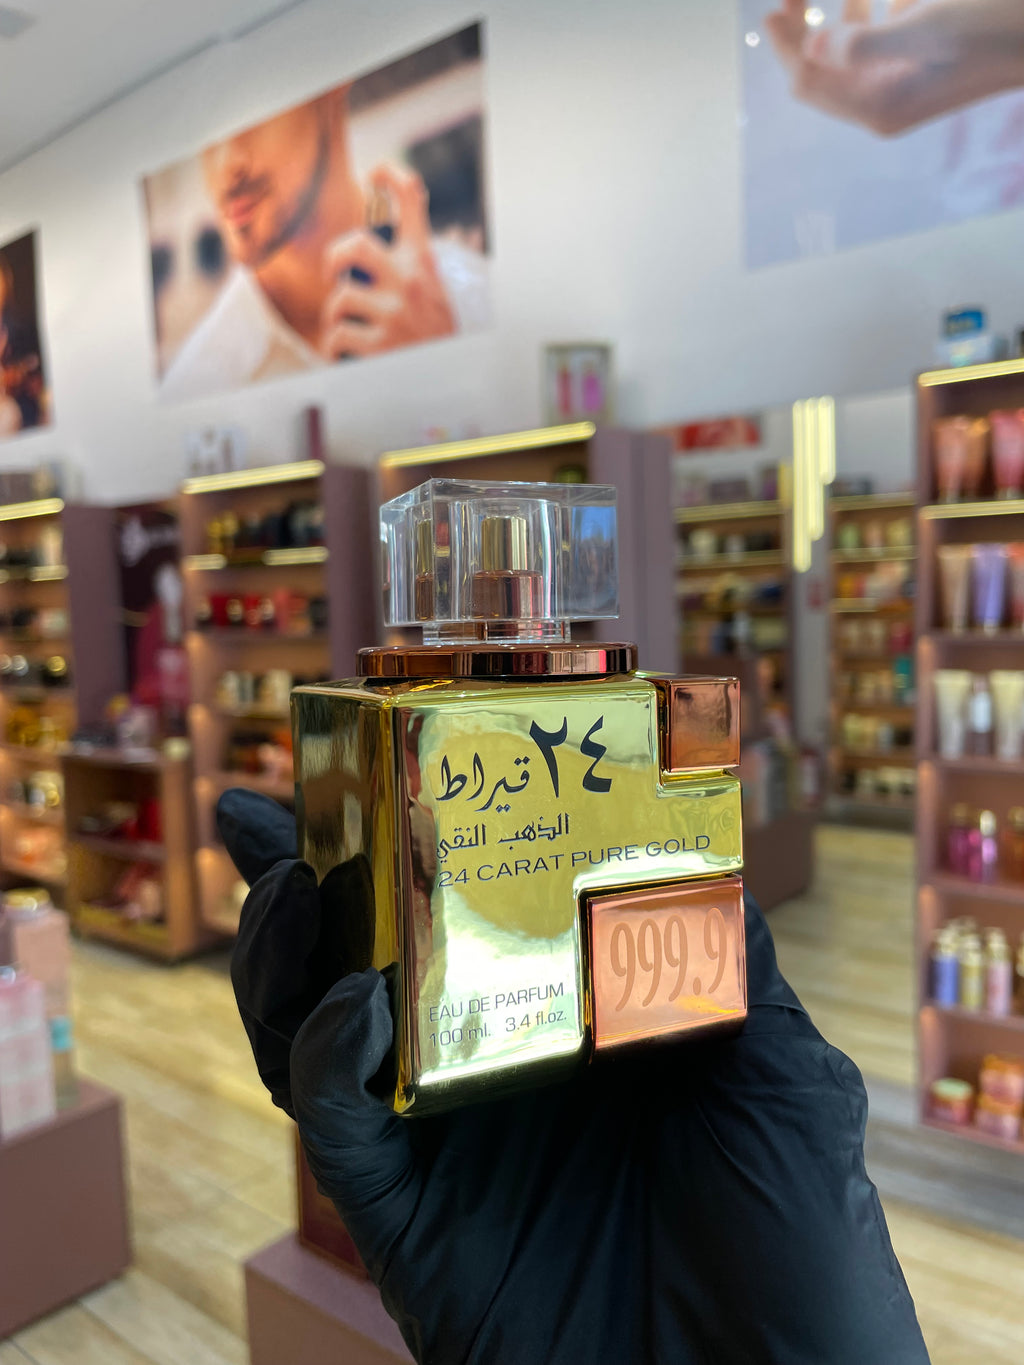 ٢٤ قيراط
الذهب النقي
24 CARAT PURE GOLD
999.9
EAU DE PARFUM
100 ml. 3.4 fl.oz.